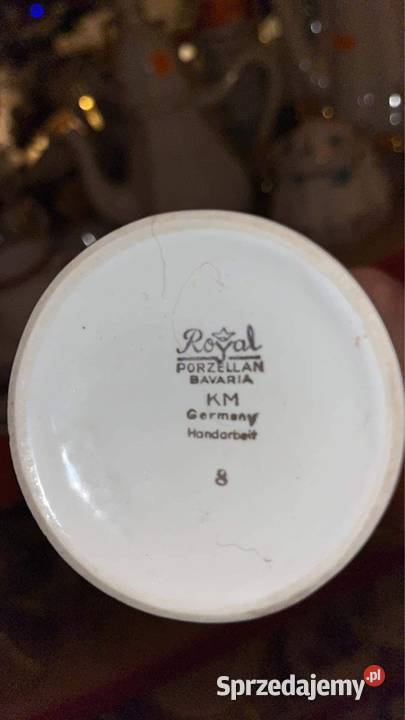 Royal
PORZELLAN
BAVARIA
KM
Germany
Handarbeit
8
Sprzedajemy.pl